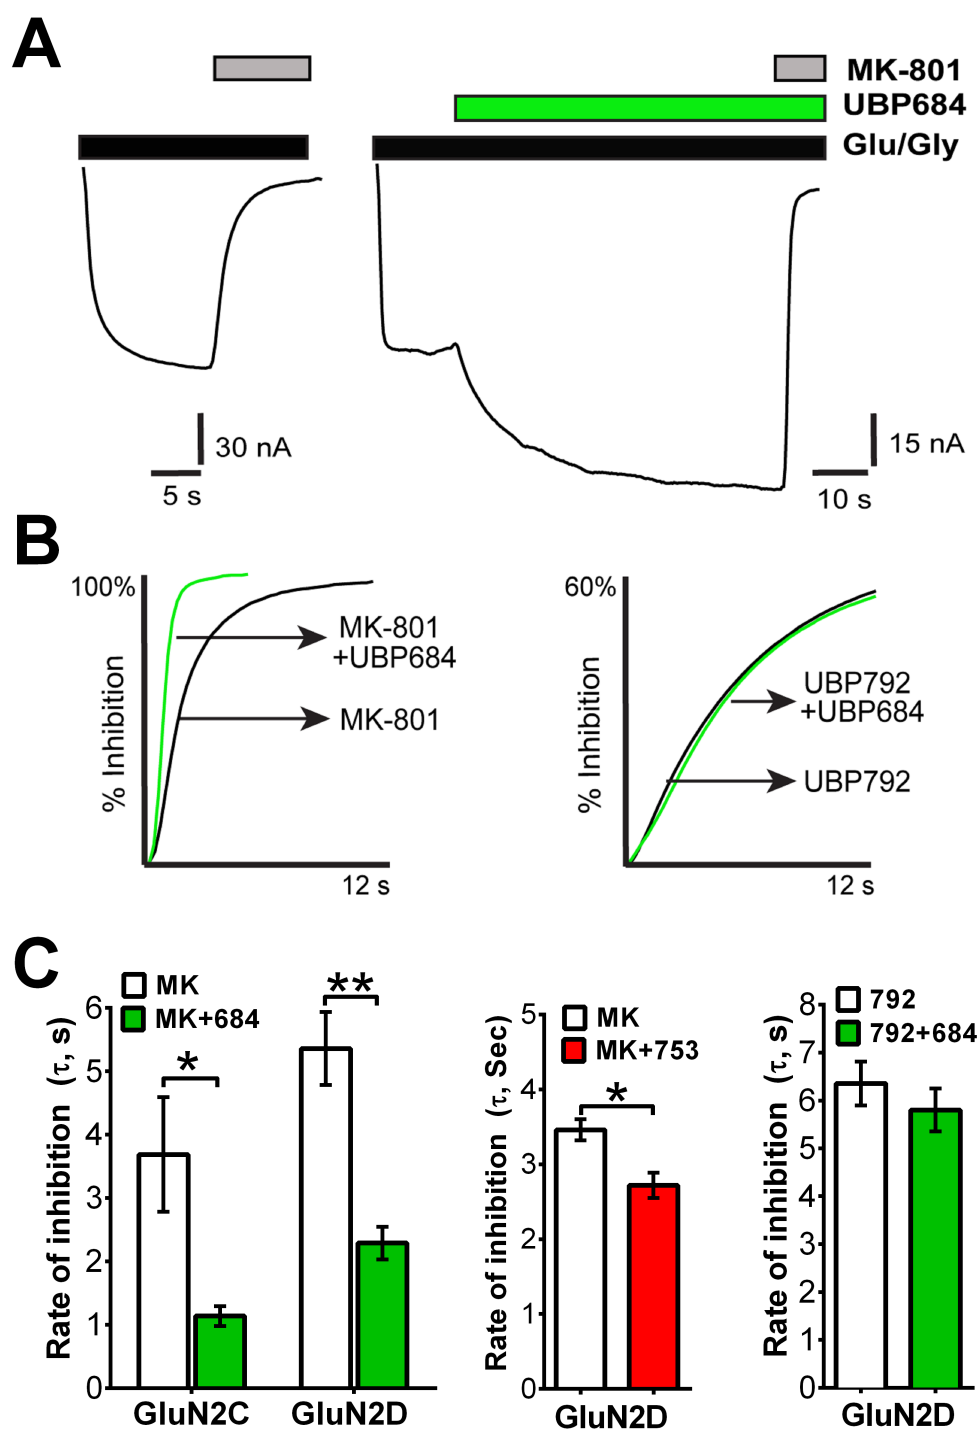 A
MK-801
UBP684
Glu/Gly
30 nA
5 s
15 nA
10 s
B
100%
% Inhibition
MK-801
+UBP684
MK-801
12 s
60%
% Inhibition
UBP792
+UBP684
UBP792
12 s
C
Rate of inhibition (τ, s)
6
5
4
3
2
1
0
MK
MK+684
*
**
GluN2C
GluN2D
Rate of inhibition (τ, Sec)
5
4
3
2
1
0
MK
MK+753
*
GluN2D
Rate of inhibition (τ, s)
8
7
6
5
4
3
2
1
0
792
792+684
GluN2D